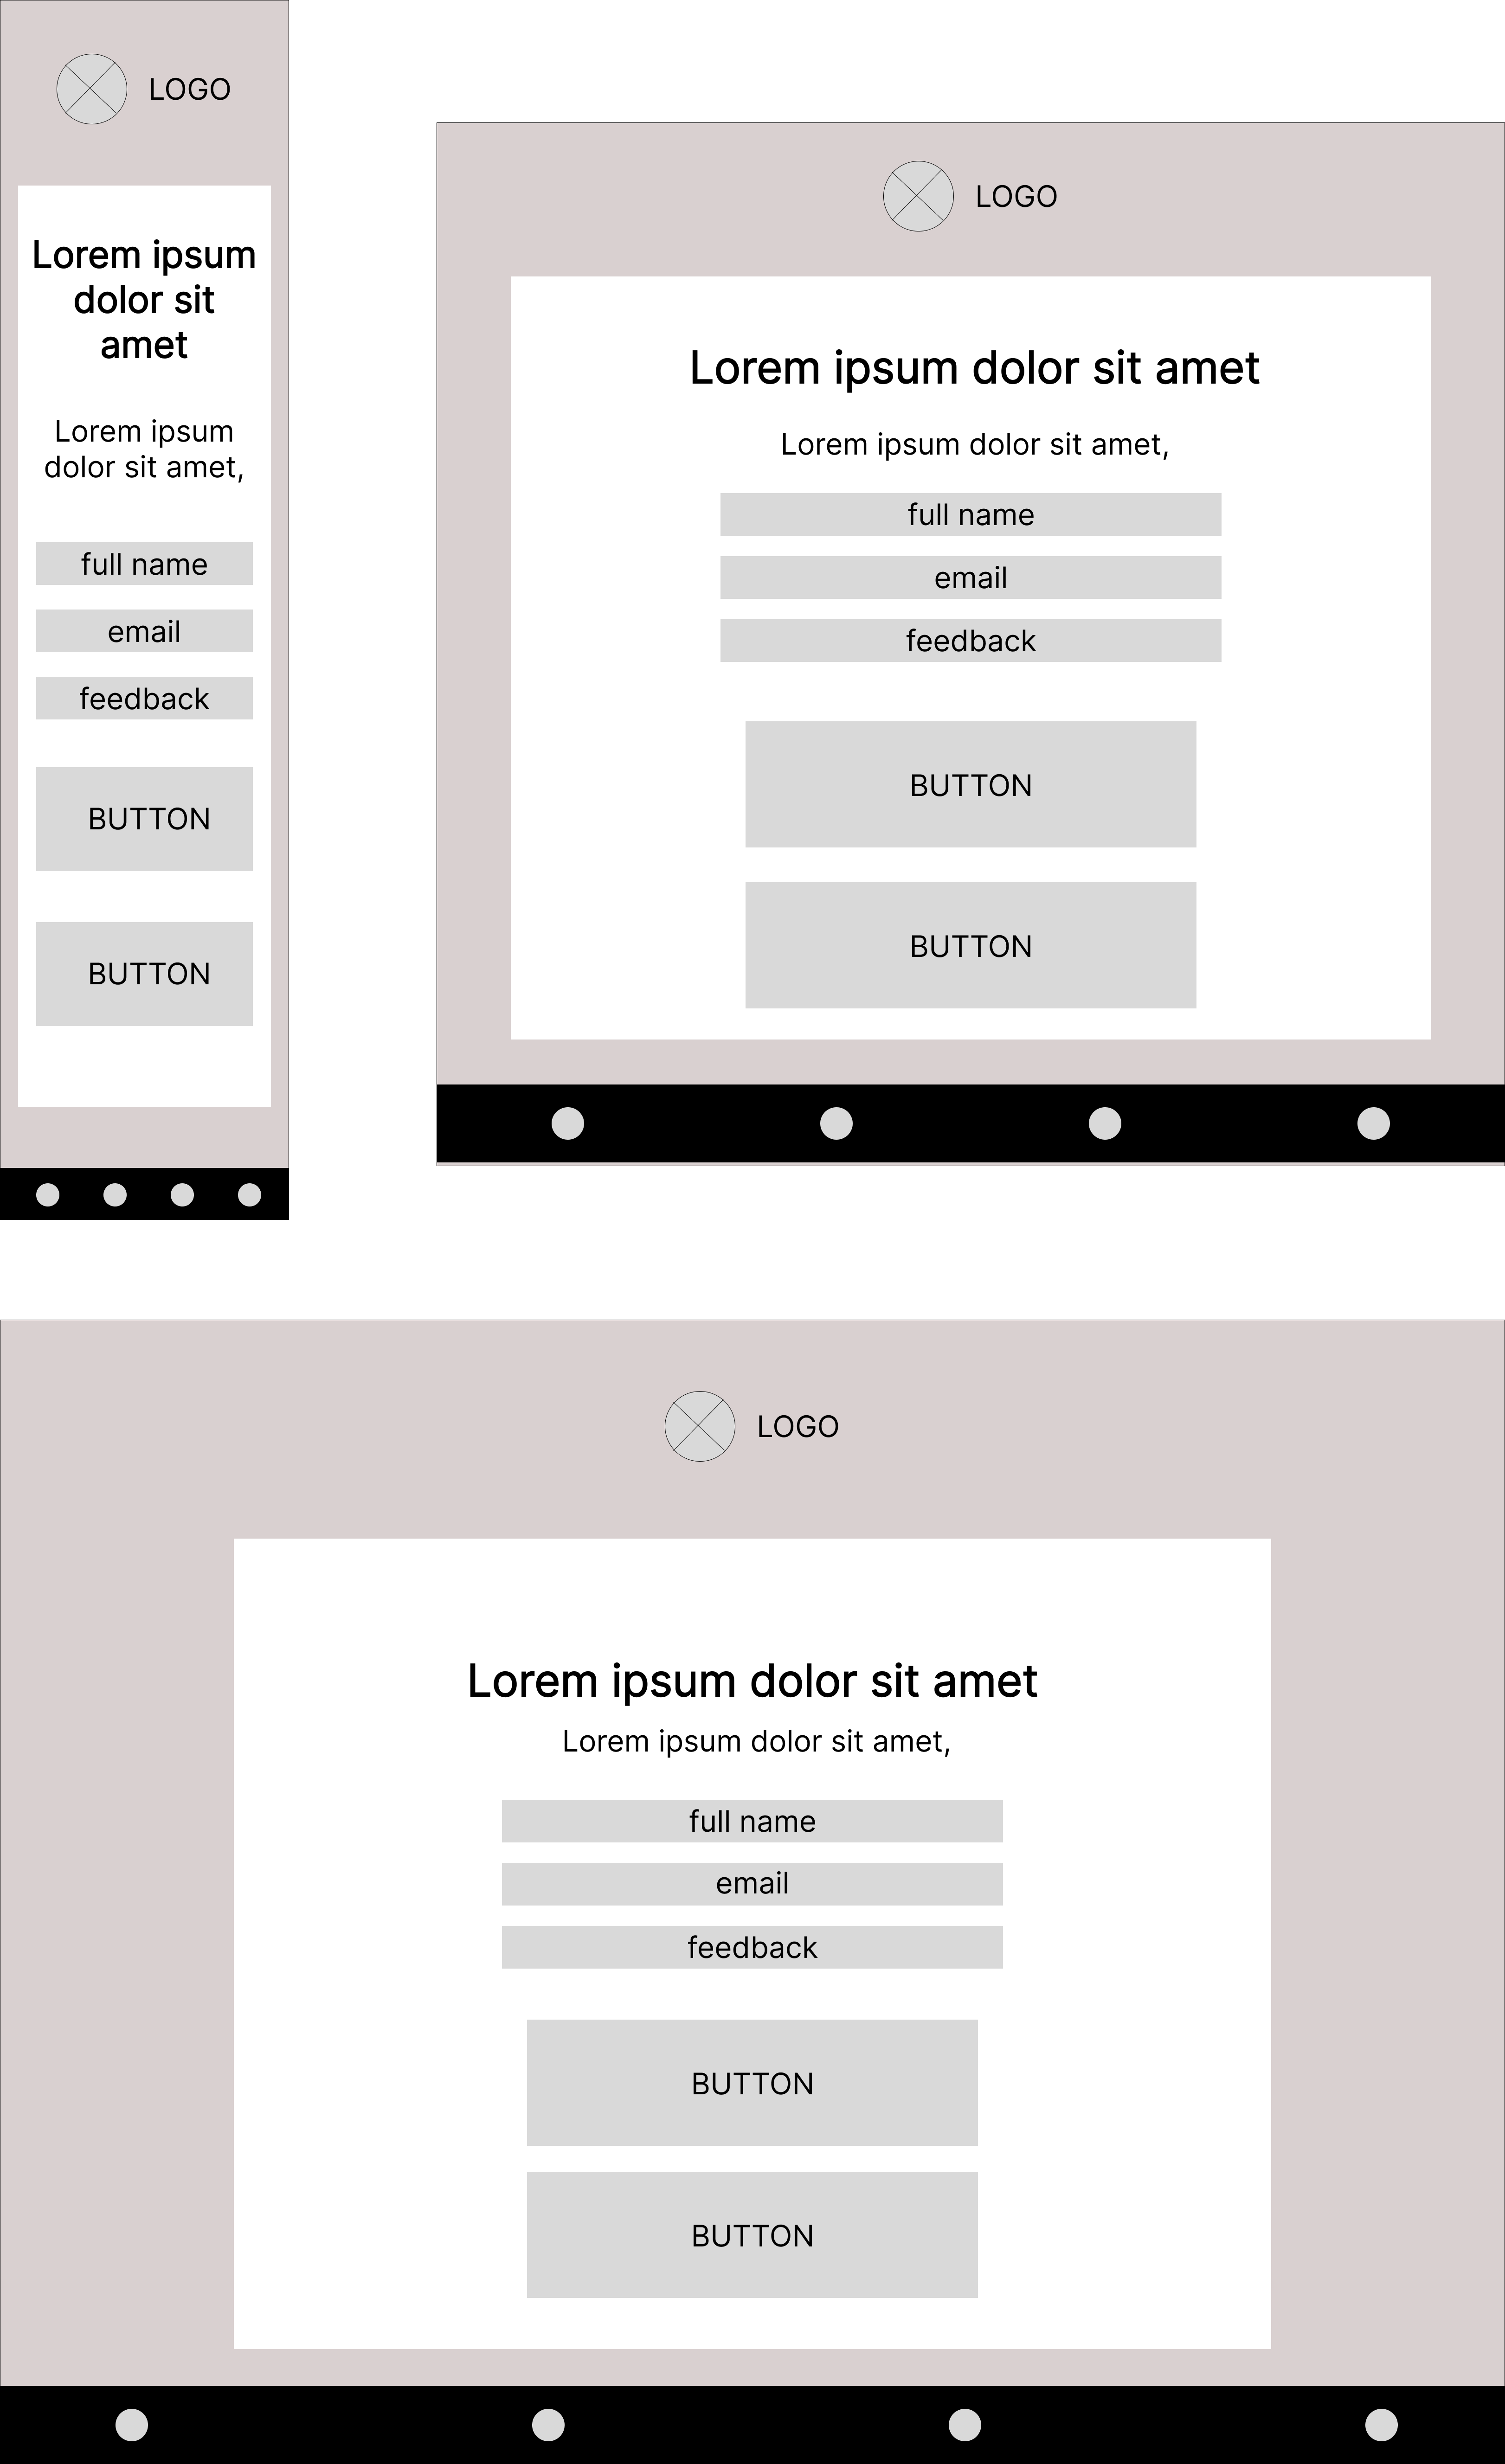 LOGO
Lorem ipsum
dolor sit
amet
Lorem ipsum
dolor sit amet,
full name
email
feedback
BUTTON
BUTTON
LOGO
Lorem ipsum dolor sit amet
Lorem ipsum dolor sit amet,
full name
email
feedback
BUTTON
BUTTON
LOGO
Lorem ipsum dolor sit amet
Lorem ipsum dolor sit amet,
full name
email
feedback
BUTTON
BUTTON